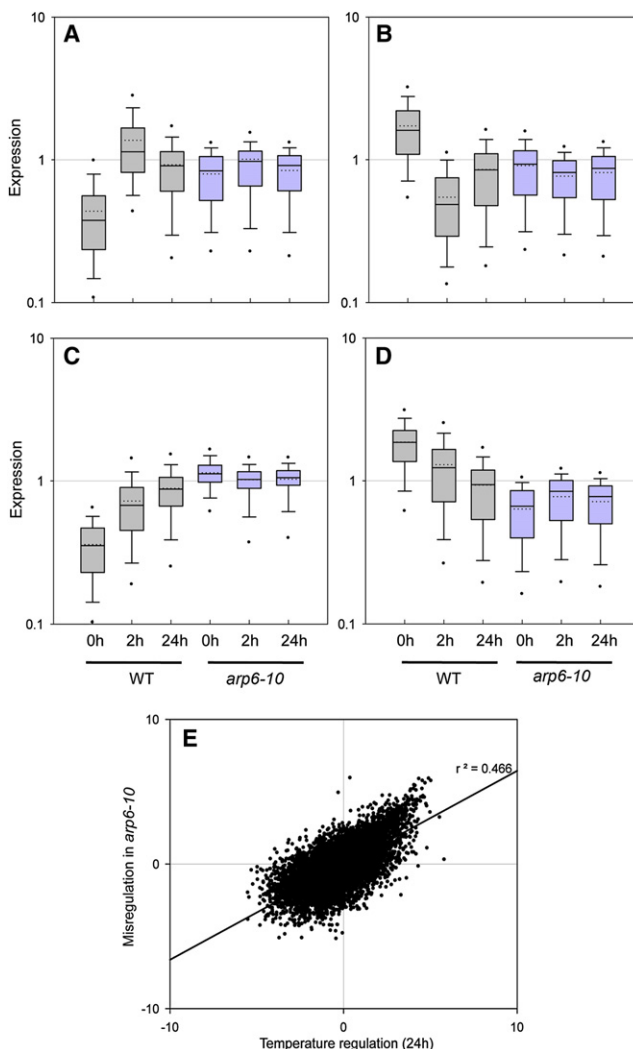 A
B
10
10
Expression
1
1
0.1
0.1
C
D
10
10
Expression
1
1
0.1
0.1
0h 2h 24h 0h 2h 24h
0h 2h 24h 0h 2h 24h
WT arp6-10
WT arp6-10
E
10
r² = 0.466
Misregulation in arp6-10
0
-10
-10 0 10
Temperature regulation (24h)